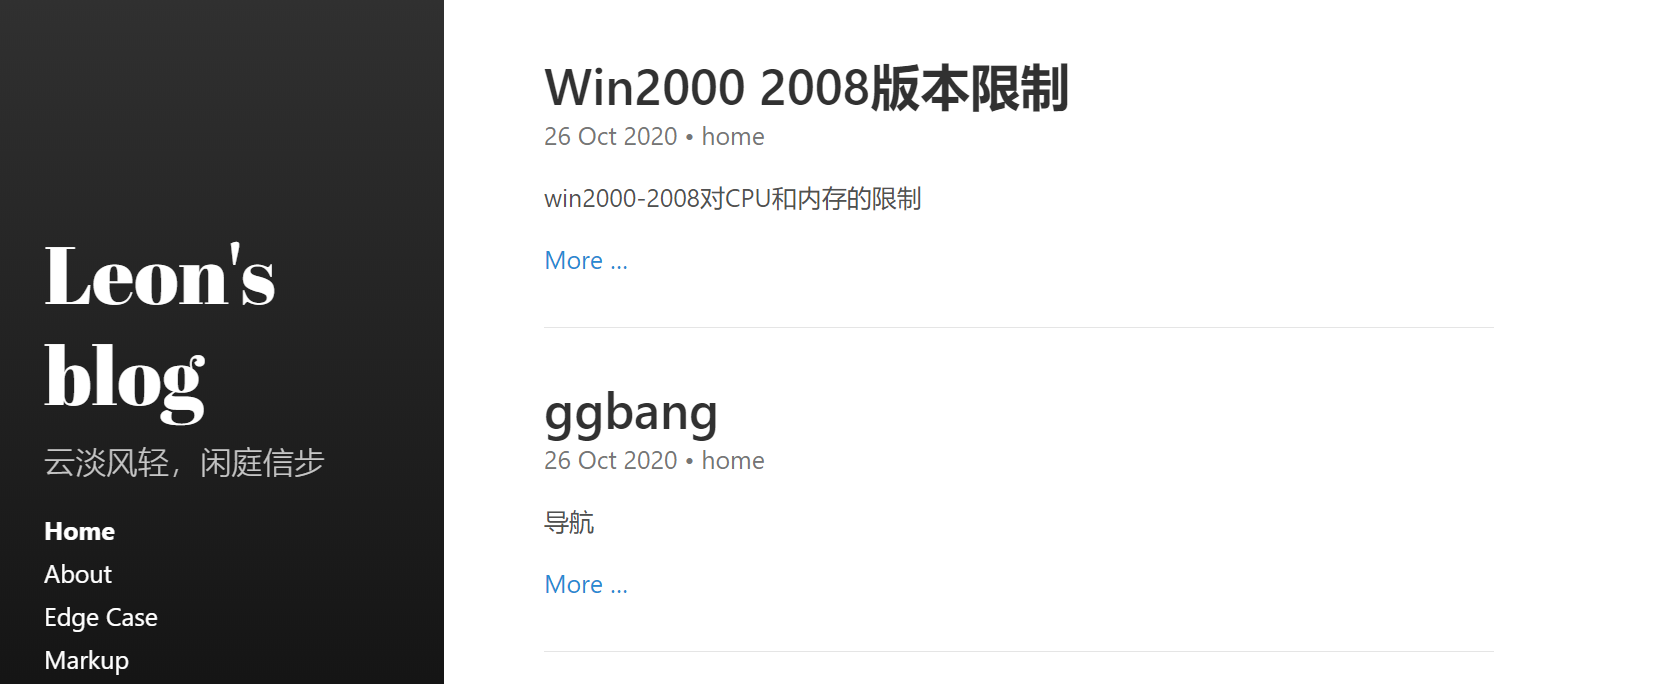 Leon's
blog
云淡风轻，闲庭信步
Home
About
Edge Case
Markup
Win2000 2008版本限制
26 Oct 2020 • home
win2000-2008对CPU和内存的限制
More ...
ggbang
26 Oct 2020 • home
导航
More ...